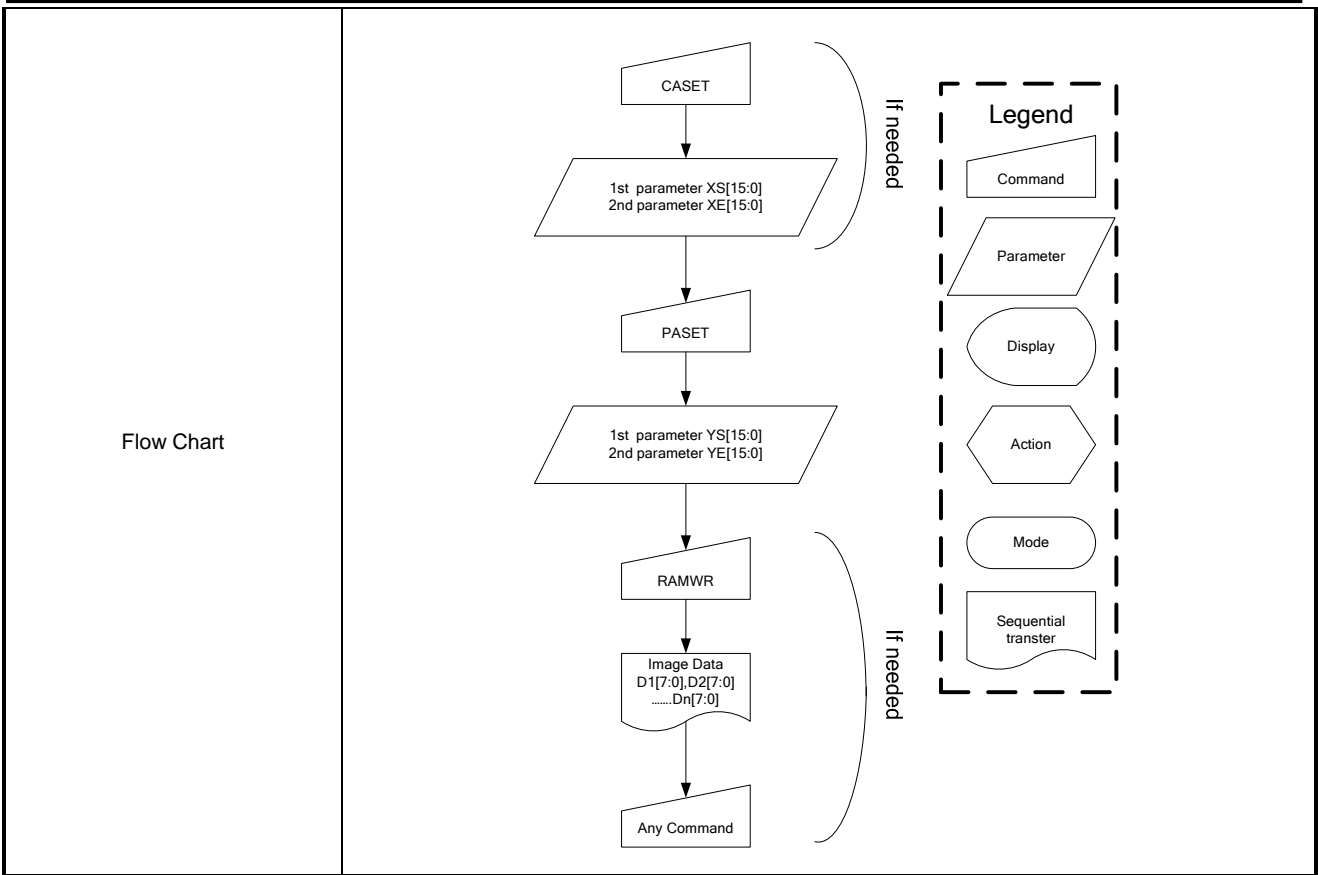 Flow Chart
CASET
1st parameter XS[15:0]
2nd parameter XE[15:0]
If needed
PASET
1st parameter YS[15:0]
2nd parameter YE[15:0]
RAMWR
Image Data
D1[7:0],D2[7:0]
.......Dn[7:0]
Any Command
If needed
Legend
Command
Parameter
Display
Action
Mode
Sequential
transter